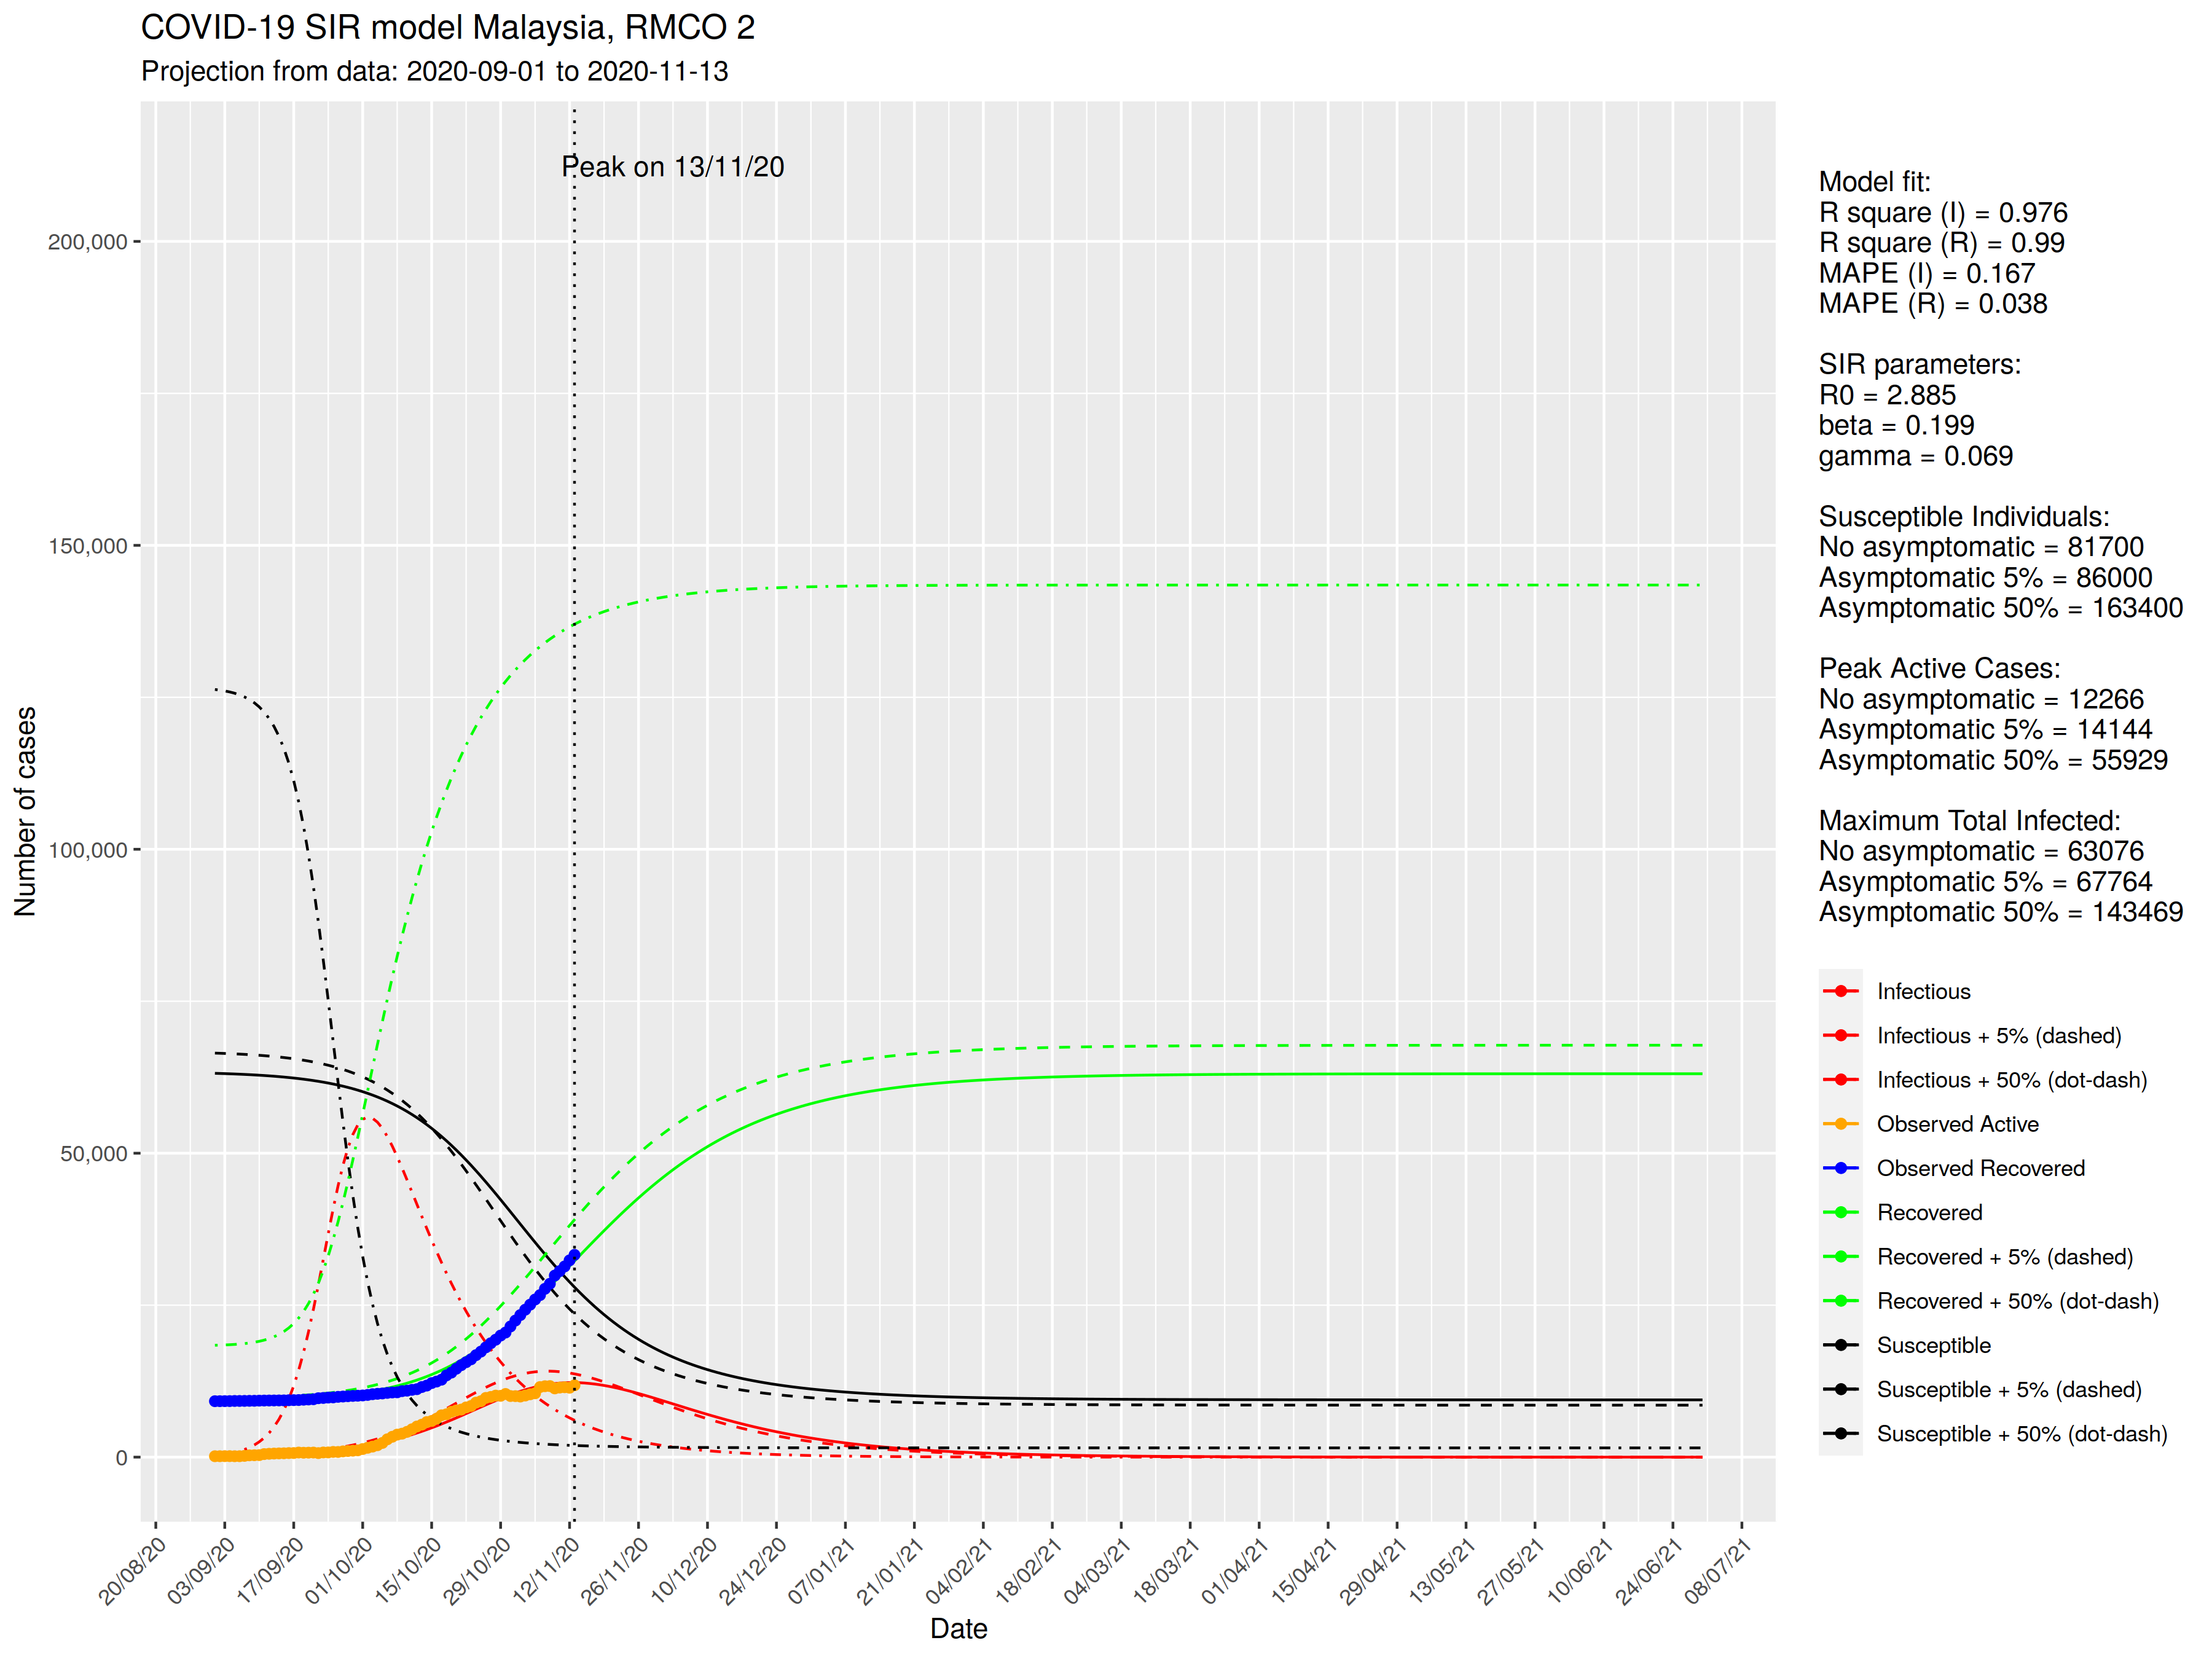 COVID-19 SIR model Malaysia, RMCO 2
Projection from data: 2020-09-01 to 2020-11-13
Peak on 13/11/20
Number of cases
200,000
150,000
100,000
50,000
0
20/08/20
03/09/20
17/09/20
01/10/20
15/10/20
29/10/20
12/11/20
26/11/20
10/12/20
24/12/20
07/01/21
21/01/21
04/02/21
18/02/21
04/03/21
18/03/21
01/04/21
15/04/21
29/04/21
13/05/21
27/05/21
10/06/21
24/06/21
08/07/21
Date
Model fit:
R square (I) = 0.976
R square (R) = 0.99
MAPE (I) = 0.167
MAPE (R) = 0.038
SIR parameters:
R0 = 2.885
beta = 0.199
gamma = 0.069
Susceptible Individuals:
No asymptomatic = 81700
Asymptomatic 5% = 86000
Asymptomatic 50% = 163400
Peak Active Cases:
No asymptomatic = 12266
Asymptomatic 5% = 14144
Asymptomatic 50% = 55929
Maximum Total Infected:
No asymptomatic = 63076
Asymptomatic 5% = 67764
Asymptomatic 50% = 143469
Infectious
Infectious + 5% (dashed)
Infectious + 50% (dot-dash)
Observed Active
Observed Recovered
Recovered
Recovered + 5% (dashed)
Recovered + 50% (dot-dash)
Susceptible
Susceptible + 5% (dashed)
Susceptible + 50% (dot-dash)